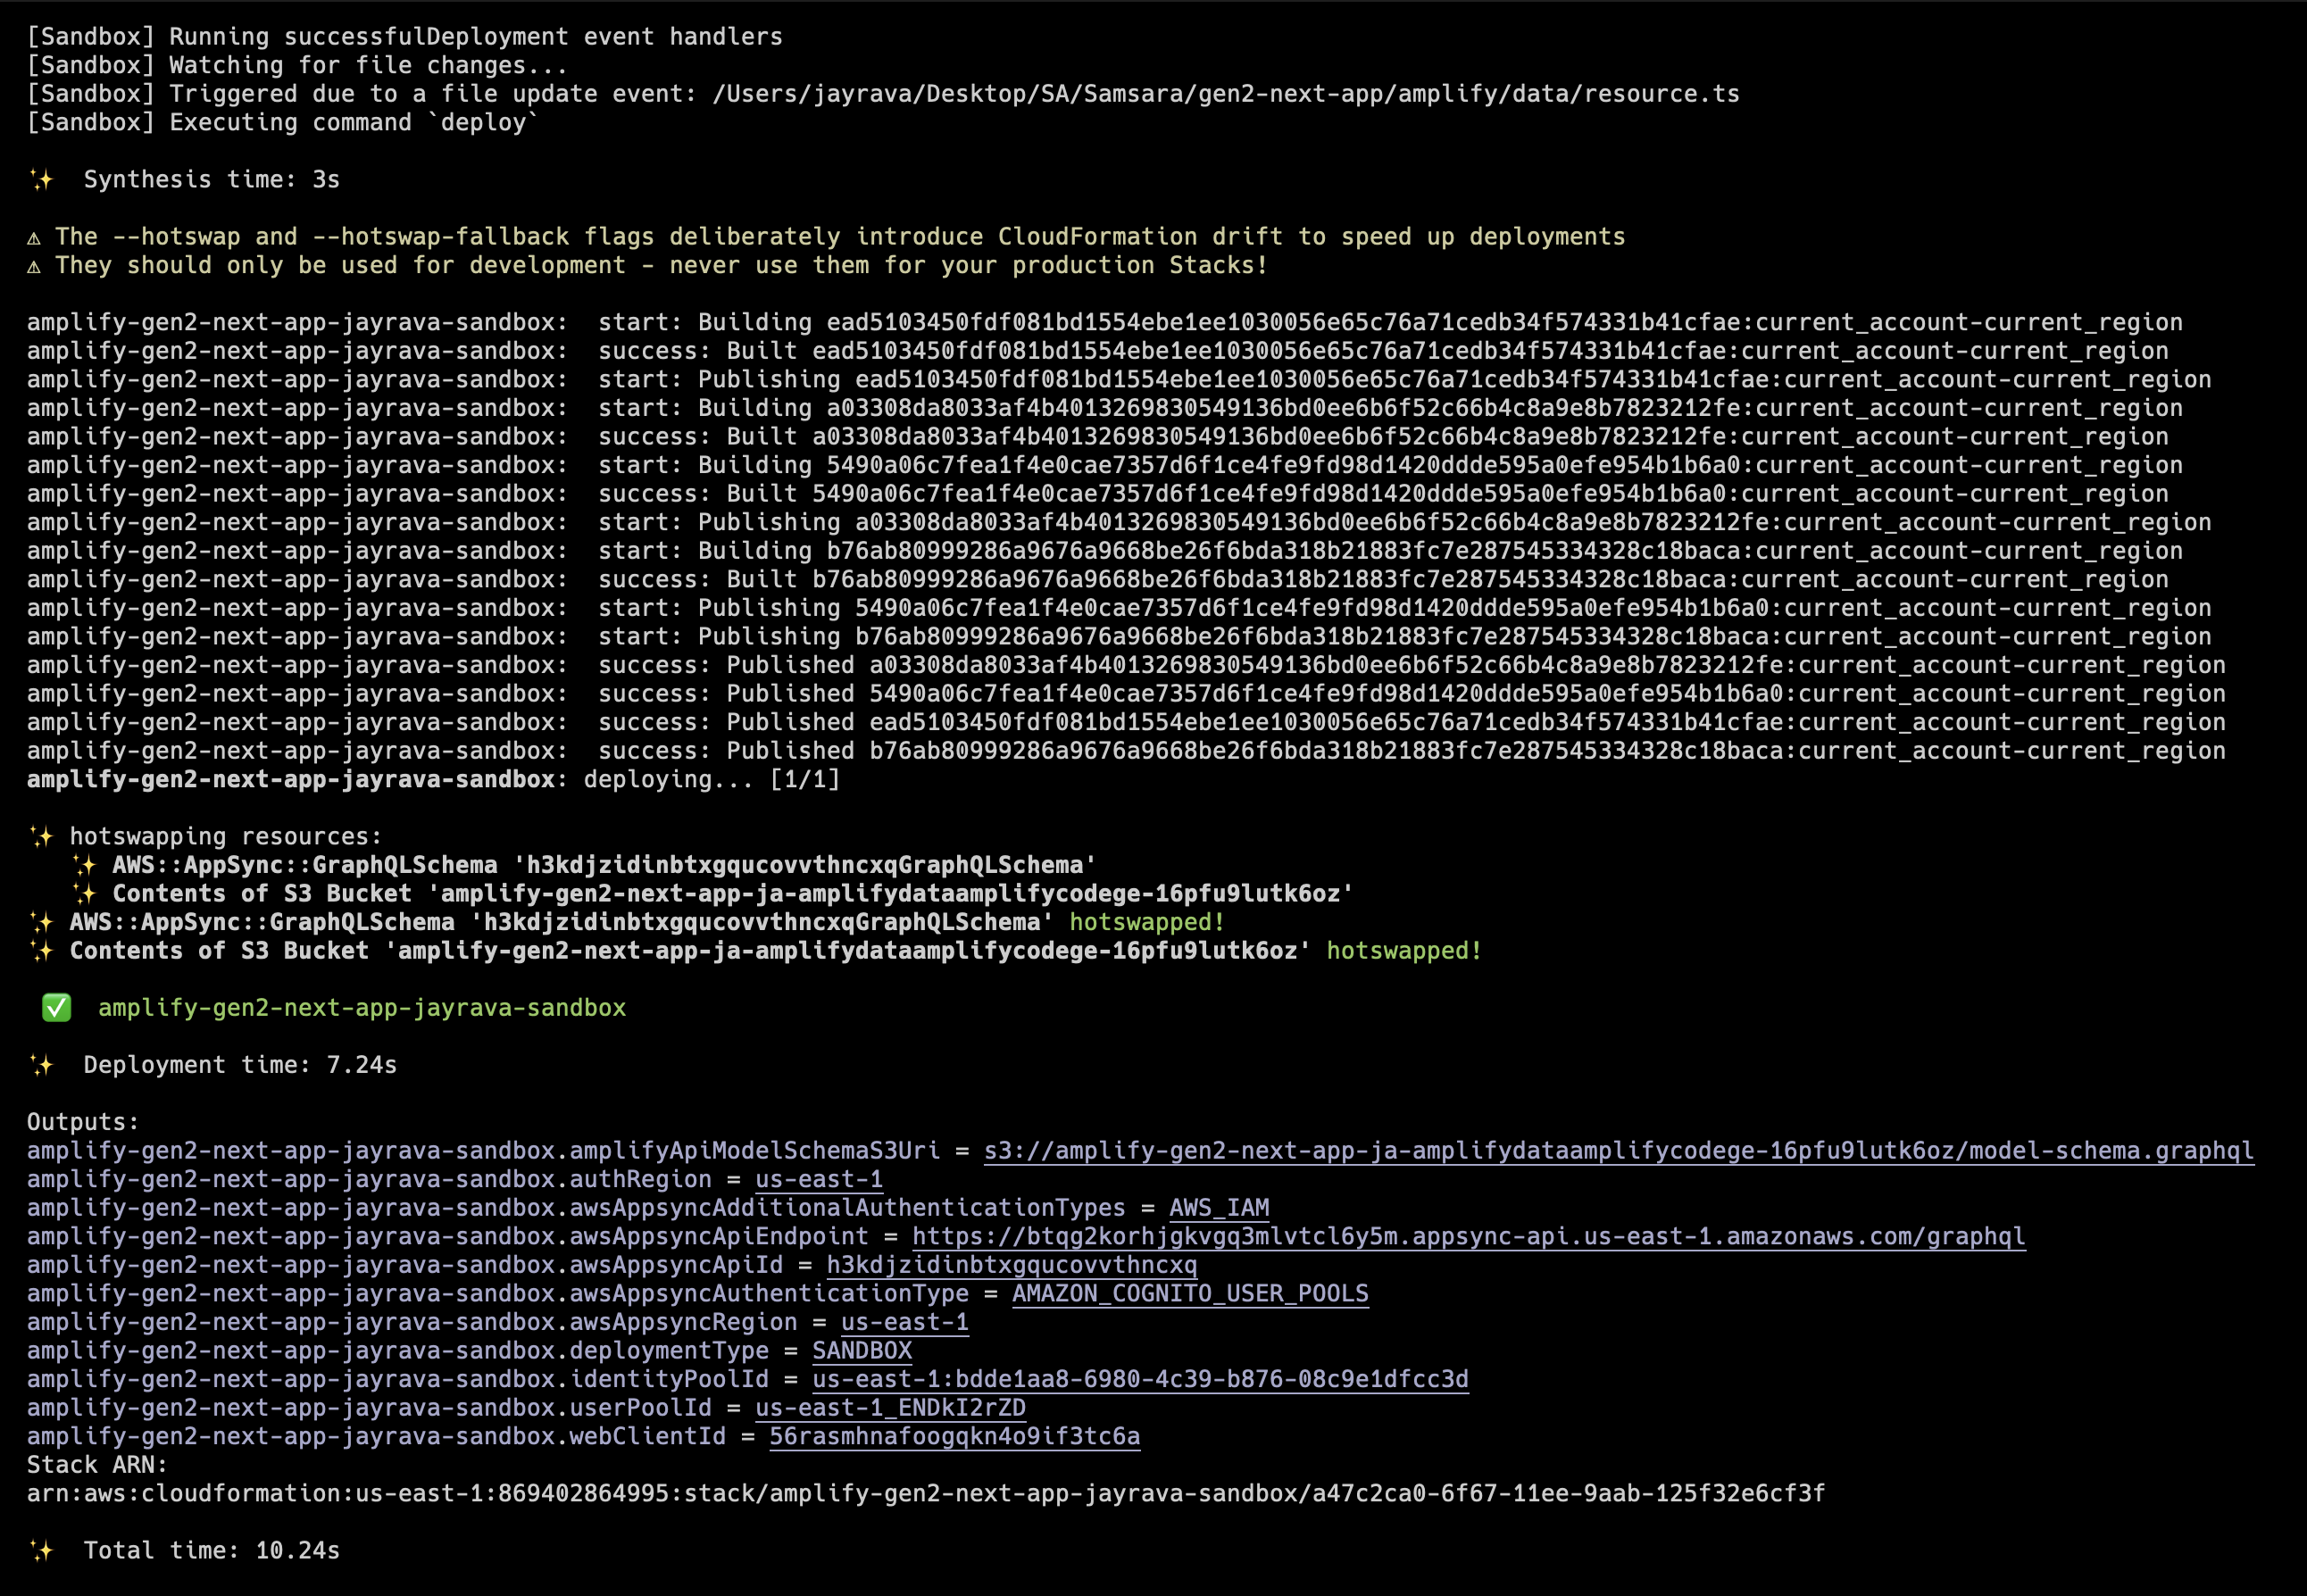 [Sandbox] Running successfulDeployment event handlers
[Sandbox] Watching for file changes...
[Sandbox] Triggered due to a file update event: /Users/jayrava/Desktop/SA/Samsara/gen2-next-app/amplify/data/resource.ts
[Sandbox] Executing command `deploy`
✨  Synthesis time: 3s
⚠ The --hotswap and --hotswap-fallback flags deliberately introduce CloudFormation drift to speed up deployments
⚠ They should only be used for development - never use them for your production Stacks!
amplify-gen2-next-app-jayrava-sandbox:  start: Building ead5103450fdf081bd1554ebe1ee1030056e65c76a71cedb34f574331b41cfae:current_account-current_region
amplify-gen2-next-app-jayrava-sandbox:  success: Built ead5103450fdf081bd1554ebe1ee1030056e65c76a71cedb34f574331b41cfae:current_account-current_region
amplify-gen2-next-app-jayrava-sandbox:  start: Publishing ead5103450fdf081bd1554ebe1ee1030056e65c76a71cedb34f574331b41cfae:current_account-current_region
amplify-gen2-next-app-jayrava-sandbox:  start: Building a03308da8033af4b4013269830549136bd0ee6b6f52c66b4c8a9e8b7823212fe:current_account-current_region
amplify-gen2-next-app-jayrava-sandbox:  success: Built a03308da8033af4b4013269830549136bd0ee6b6f52c66b4c8a9e8b7823212fe:current_account-current_region
amplify-gen2-next-app-jayrava-sandbox:  start: Building 5490a06c7fea1f4e0cae7357d6f1ce4fe9fd98d1420ddde595a0efe954b1b6a0:current_account-current_region
amplify-gen2-next-app-jayrava-sandbox:  success: Built 5490a06c7fea1f4e0cae7357d6f1ce4fe9fd98d1420ddde595a0efe954b1b6a0:current_account-current_region
amplify-gen2-next-app-jayrava-sandbox:  start: Publishing a03308da8033af4b4013269830549136bd0ee6b6f52c66b4c8a9e8b7823212fe:current_account-current_region
amplify-gen2-next-app-jayrava-sandbox:  start: Building b76ab80999286a9676a9668be26f6bda318b21883fc7e287545334328c18baca:current_account-current_region
amplify-gen2-next-app-jayrava-sandbox:  success: Built b76ab80999286a9676a9668be26f6bda318b21883fc7e287545334328c18baca:current_account-current_region
amplify-gen2-next-app-jayrava-sandbox:  start: Publishing 5490a06c7fea1f4e0cae7357d6f1ce4fe9fd98d1420ddde595a0efe954b1b6a0:current_account-current_region
amplify-gen2-next-app-jayrava-sandbox:  start: Publishing b76ab80999286a9676a9668be26f6bda318b21883fc7e287545334328c18baca:current_account-current_region
amplify-gen2-next-app-jayrava-sandbox:  success: Published a03308da8033af4b4013269830549136bd0ee6b6f52c66b4c8a9e8b7823212fe:current_account-current_region
amplify-gen2-next-app-jayrava-sandbox:  success: Published 5490a06c7fea1f4e0cae7357d6f1ce4fe9fd98d1420ddde595a0efe954b1b6a0:current_account-current_region
amplify-gen2-next-app-jayrava-sandbox:  success: Published ead5103450fdf081bd1554ebe1ee1030056e65c76a71cedb34f574331b41cfae:current_account-current_region
amplify-gen2-next-app-jayrava-sandbox:  success: Published b76ab80999286a9676a9668be26f6bda318b21883fc7e287545334328c18baca:current_account-current_region
amplify-gen2-next-app-jayrava-sandbox: deploying... [1/1]
✨ hotswapping resources:
✨ AWS::AppSync::GraphQLSchema 'h3kdjzidinbtxgqucovvthncxqGraphQLSchema'
✨ Contents of S3 Bucket 'amplify-gen2-next-app-ja-amplifydataamplifycodege-16pfu9lutk6oz'
✨ AWS::AppSync::GraphQLSchema 'h3kdjzidinbtxgqucovvthncxqGraphQLSchema' hotswapped!
✨ Contents of S3 Bucket 'amplify-gen2-next-app-ja-amplifydataamplifycodege-16pfu9lutk6oz' hotswapped!
✅  amplify-gen2-next-app-jayrava-sandbox
✨  Deployment time: 7.24s
Outputs:
amplify-gen2-next-app-jayrava-sandbox.amplifyApiModelSchemaS3Uri = s3://amplify-gen2-next-app-ja-amplifydataamplifycodege-16pfu9lutk6oz/model-schema.graphql
amplify-gen2-next-app-jayrava-sandbox.authRegion = us-east-1
amplify-gen2-next-app-jayrava-sandbox.awsAppsyncAdditionalAuthenticationTypes = AWS_IAM
amplify-gen2-next-app-jayrava-sandbox.awsAppsyncApiEndpoint = https://btqg2korhjgkvgq3mlvtcl6y5m.appsync-api.us-east-1.amazonaws.com/graphql
amplify-gen2-next-app-jayrava-sandbox.awsAppsyncApiId = h3kdjzidinbtxgqucovvthncxq
amplify-gen2-next-app-jayrava-sandbox.awsAppsyncAuthenticationType = AMAZON_COGNITO_USER_POOLS
amplify-gen2-next-app-jayrava-sandbox.awsAppsyncRegion = us-east-1
amplify-gen2-next-app-jayrava-sandbox.deploymentType = SANDBOX
amplify-gen2-next-app-jayrava-sandbox.identityPoolId = us-east-1:bdde1aa8-6980-4c39-b876-08c9e1dfcc3d
amplify-gen2-next-app-jayrava-sandbox.userPoolId = us-east-1_ENDkI2rZD
amplify-gen2-next-app-jayrava-sandbox.webClientId = 56rasmhnafoogqkn4o9if3tc6a
Stack ARN:
arn:aws:cloudformation:us-east-1:869402864995:stack/amplify-gen2-next-app-jayrava-sandbox/a47c2ca0-6f67-11ee-9aab-125f32e6cf3f
✨  Total time: 10.24s